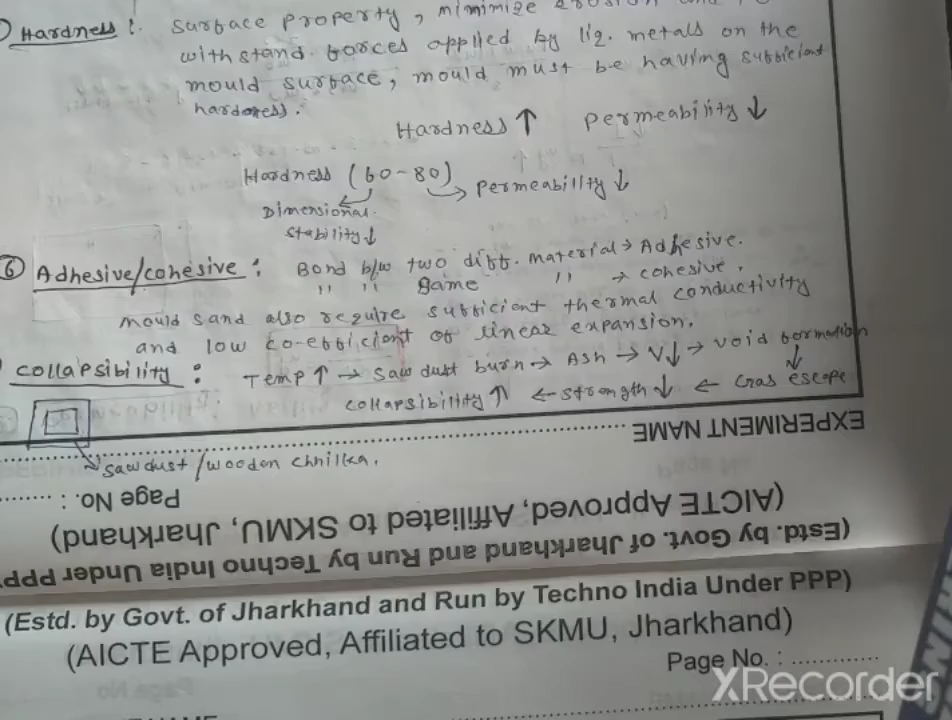 Hardness : surface property, minimize erosion and
withstand forces applied by liq. metals on the
mould surface, mould must be having sufficient
hardness.
Hardness ↑ permeability ↓
Hardness (60-80) → permeability ↓
Dimensional
stability ↓
⑥ Adhesive/cohesive : Bond b/w two diff. material → Adhesive.
" " same " → cohesive.
mould sand also require sufficient thermal conductivity
and low co-efficient of linear expansion.
collapsibility : Temp ↑ → saw dust burn → Ash → V↓ → void formation
collapsibility ↑ ← strength ↓ ← Gas escape
EXPERIMENT NAME
sawdust/wooden chhilka.
Page No. :
(AICTE Approved, Affiliated to SKMU, Jharkhand)
(Estd. by Govt. of Jharkhand and Run by Techno India Under PPP
(Estd. by Govt. of Jharkhand and Run by Techno India Under PPP)
(AICTE Approved, Affiliated to SKMU, Jharkhand)
Page No. :
XRecorder